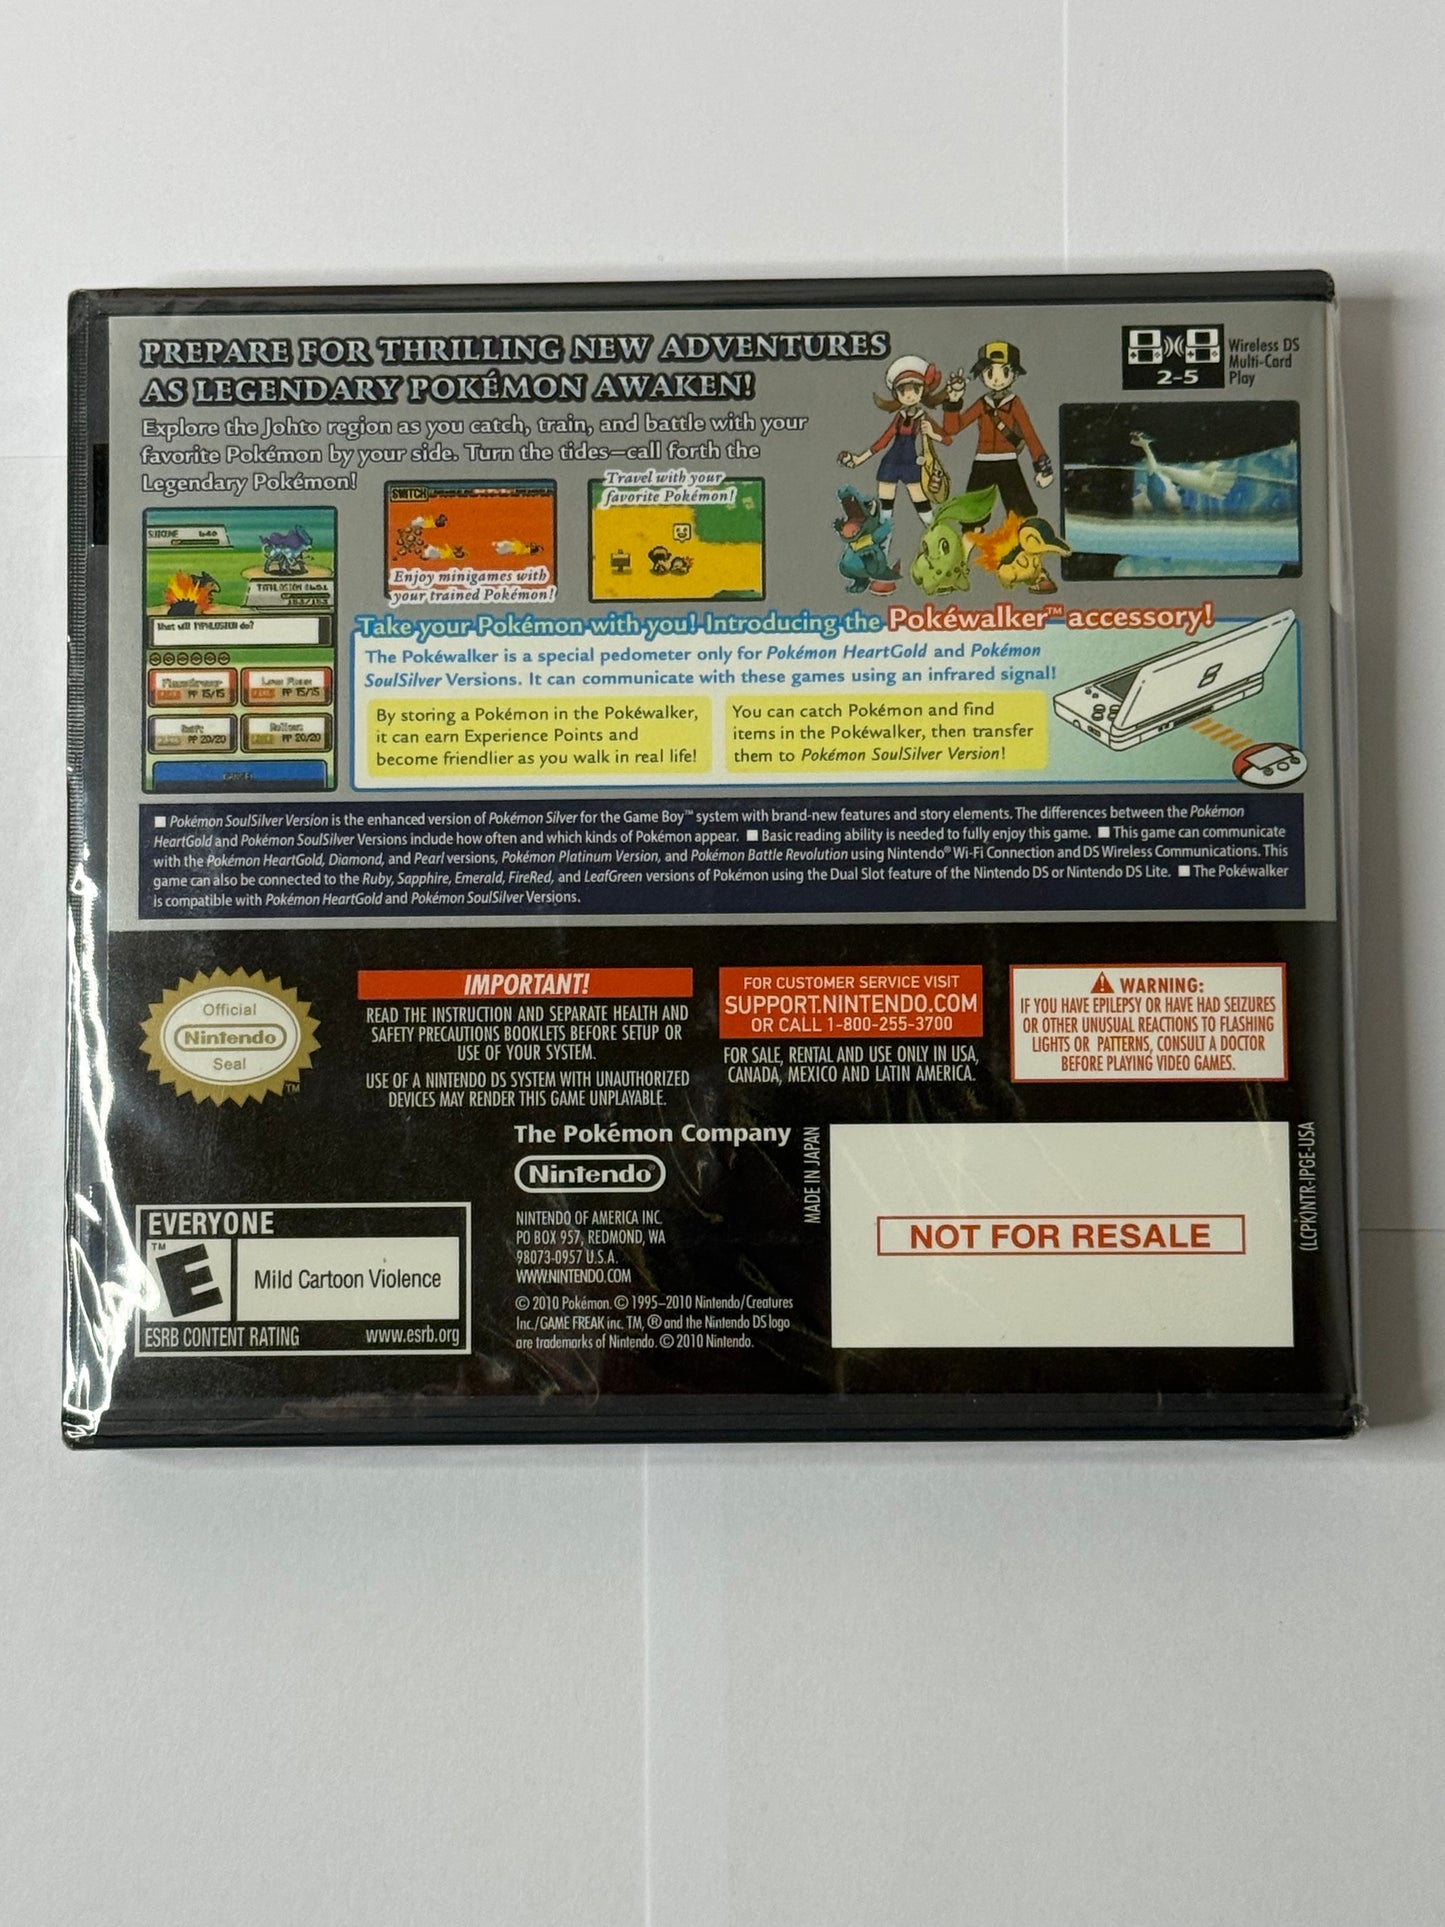 PREPARE FOR THRILLING NEW ADVENTURES
AS LEGENDARY POKÉMON AWAKEN!
Explore the Johto region as you catch, train, and battle with your
favorite Pokémon by your side. Turn the tides—call forth the
Legendary Pokémon!
2-5
Wireless DS
Multi-Card
Play
SWITCH
Enjoy minigames with
your trained Pokémon!
Travel with your
favorite Pokémon!
What will TYPHLOSION do?
PP 15/15
PP 15/15
PP 20/20
PP 20/20
Take your Pokémon with you! Introducing the Pokéwalker™ accessory!
The Pokéwalker is a special pedometer only for Pokémon HeartGold and Pokémon
SoulSilver Versions. It can communicate with these games using an infrared signal!
By storing a Pokémon in the Pokéwalker,
it can earn Experience Points and
become friendlier as you walk in real life!
You can catch Pokémon and find
items in the Pokéwalker, then transfer
them to Pokémon SoulSilver Version!
■ Pokémon SoulSilver Version is the enhanced version of Pokémon Silver for the Game Boy™ system with brand-new features and story elements. The differences between the Pokémon
HeartGold and Pokémon SoulSilver Versions include how often and which kinds of Pokémon appear. ■ Basic reading ability is needed to fully enjoy this game. ■ This game can communicate
with the Pokémon HeartGold, Diamond, and Pearl versions, Pokémon Platinum Version, and Pokémon Battle Revolution using Nintendo® Wi-Fi Connection and DS Wireless Communications. This
game can also be connected to the Ruby, Sapphire, Emerald, FireRed, and LeafGreen versions of Pokémon using the Dual Slot feature of the Nintendo DS or Nintendo DS Lite. ■ The Pokéwalker
is compatible with Pokémon HeartGold and Pokémon SoulSilver Versions.
Official
Nintendo
Seal
™
IMPORTANT!
READ THE INSTRUCTION AND SEPARATE HEALTH AND
SAFETY PRECAUTIONS BOOKLETS BEFORE SETUP OR
USE OF YOUR SYSTEM.
USE OF A NINTENDO DS SYSTEM WITH UNAUTHORIZED
DEVICES MAY RENDER THIS GAME UNPLAYABLE.
FOR CUSTOMER SERVICE VISIT
SUPPORT.NINTENDO.COM
OR CALL 1-800-255-3700
FOR SALE, RENTAL AND USE ONLY IN USA,
CANADA, MEXICO AND LATIN AMERICA.
WARNING:
IF YOU HAVE EPILEPSY OR HAVE HAD SEIZURES
OR OTHER UNUSUAL REACTIONS TO FLASHING
LIGHTS OR PATTERNS, CONSULT A DOCTOR
BEFORE PLAYING VIDEO GAMES.
The Pokémon Company
Nintendo®
NINTENDO OF AMERICA INC.
PO BOX 957, REDMOND, WA
98073-0957 U.S.A.
WWW.NINTENDO.COM
© 2010 Pokémon. © 1995–2010 Nintendo/Creatures
Inc./GAME FREAK inc. TM, ® and the Nintendo DS logo
are trademarks of Nintendo. © 2010 Nintendo.
MADE IN JAPAN
NOT FOR RESALE
(LCPK)NTR-IPGE-USA
EVERYONE
™
E
Mild Cartoon Violence
ESRB CONTENT RATING
www.esrb.org